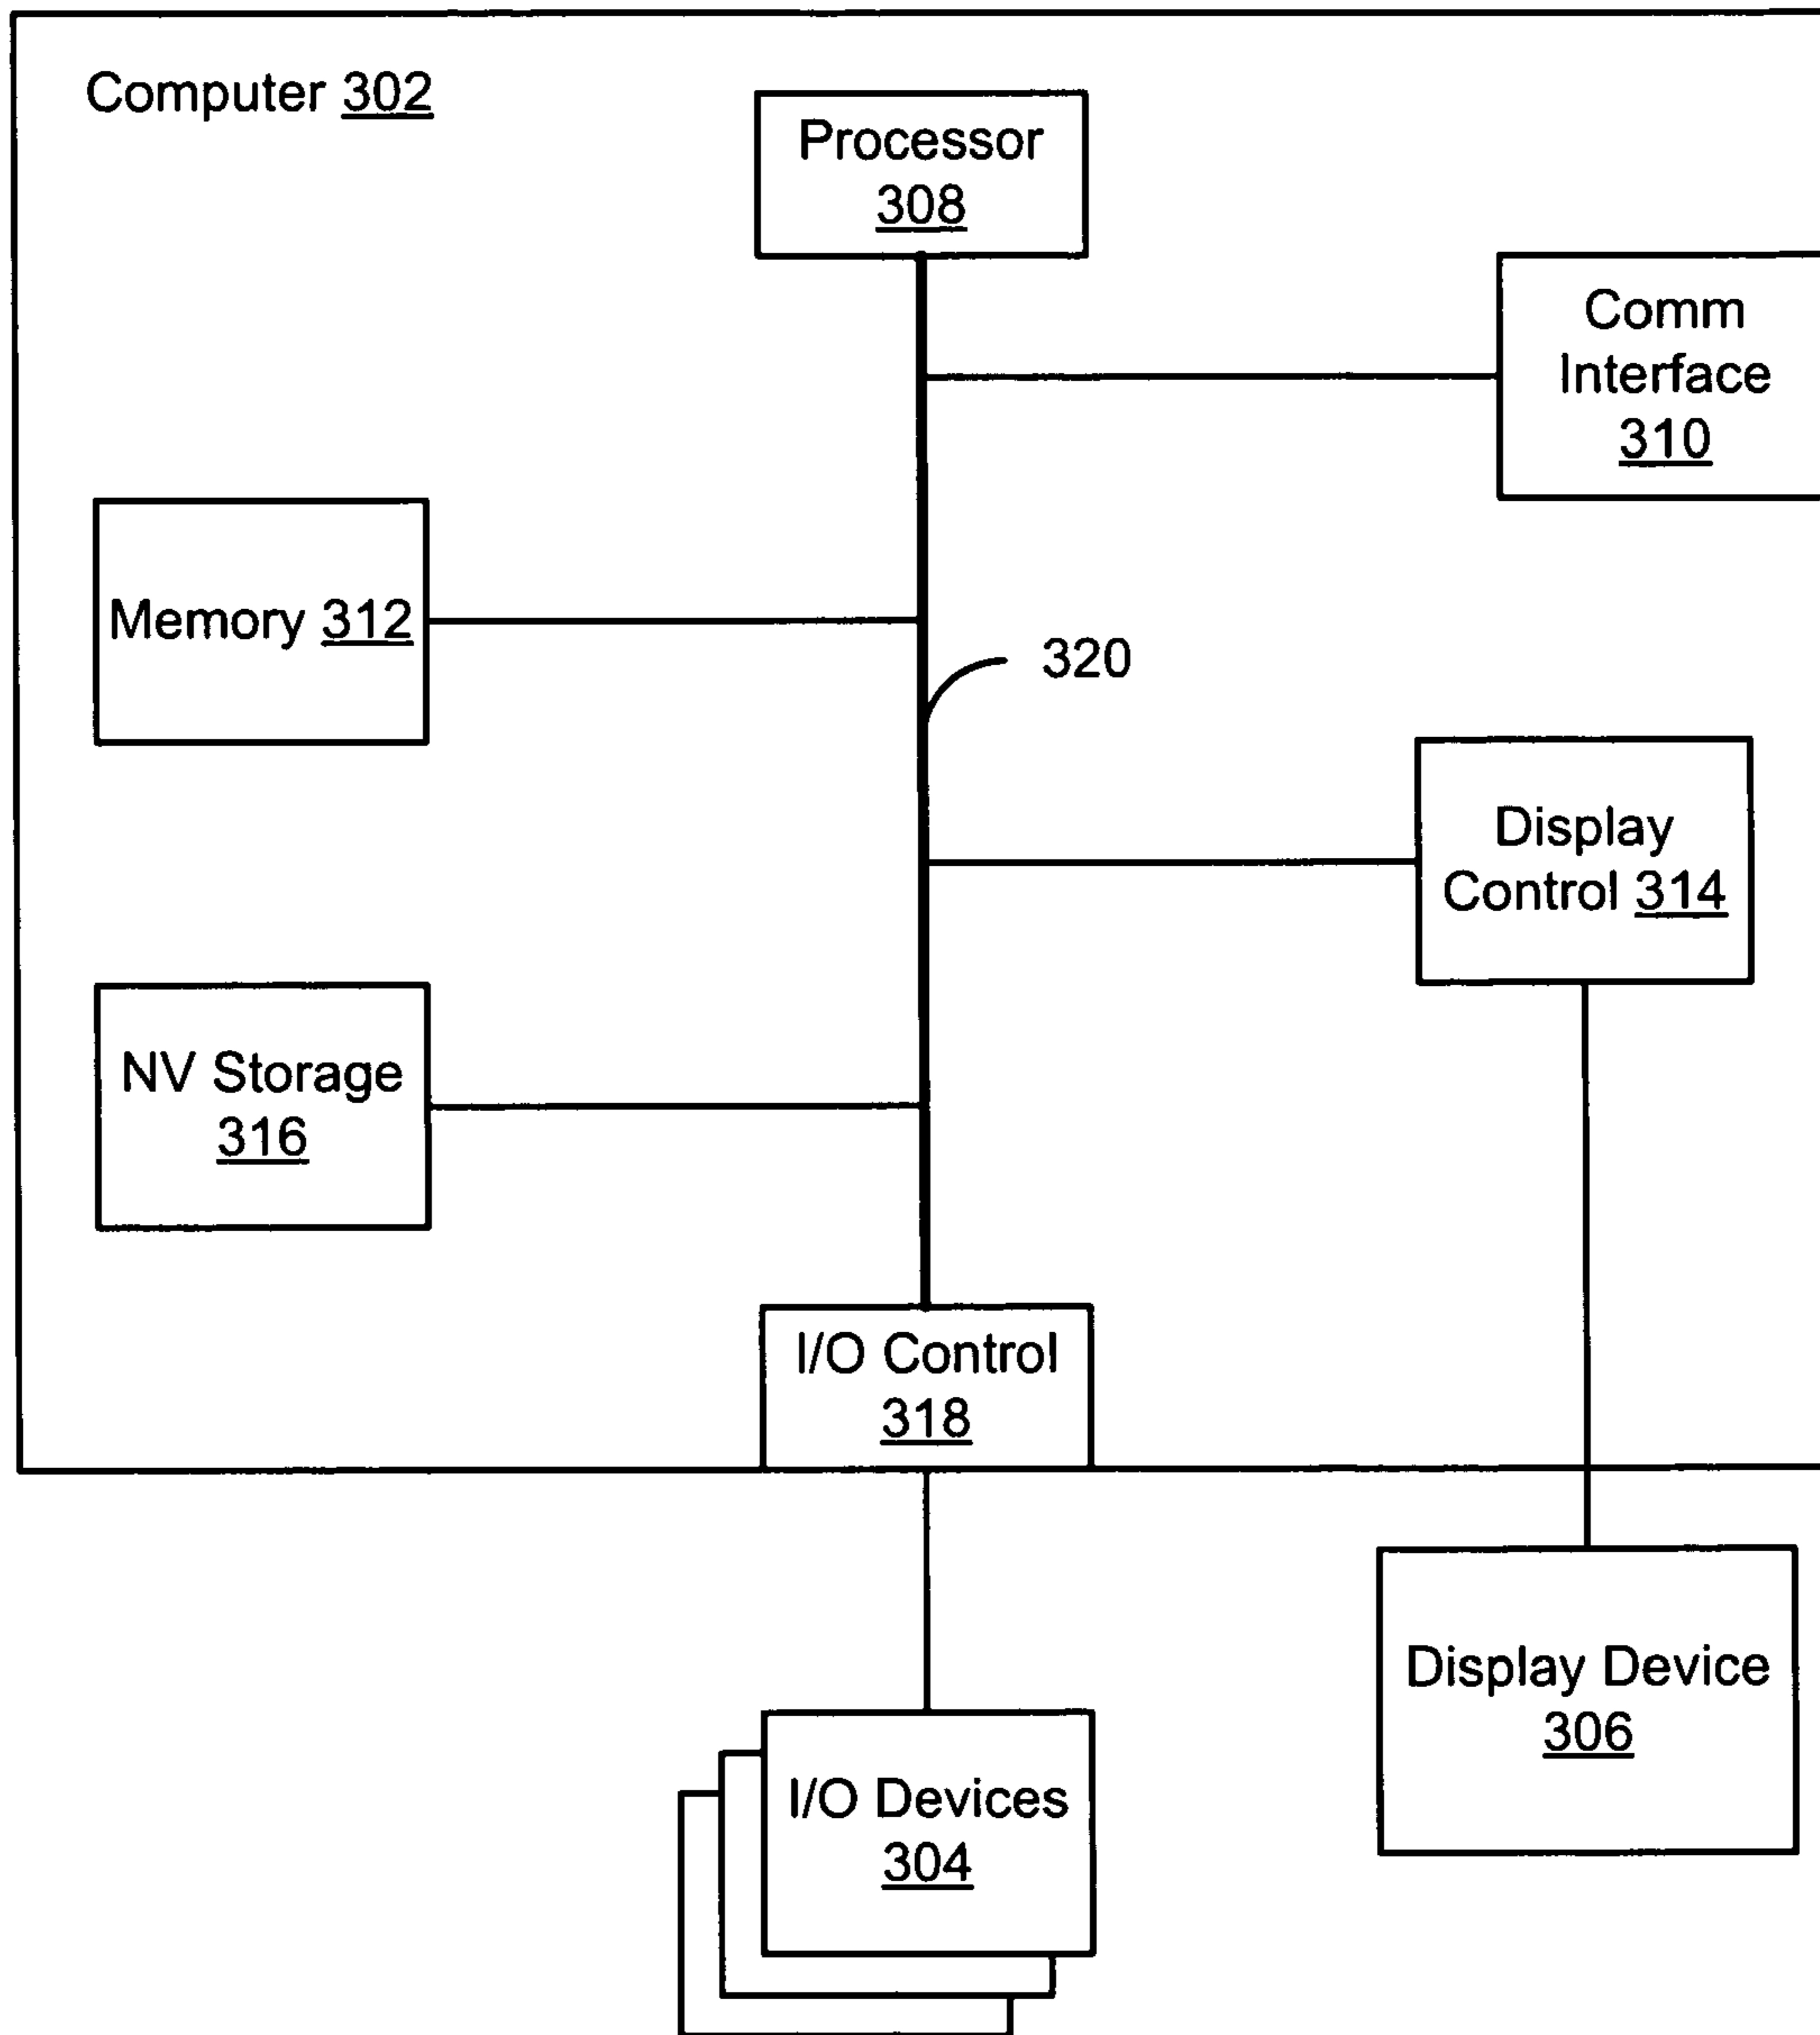 Computer 302
Processor
308
Comm
Interface
310
Memory 312
320
Display
Control 314
NV Storage
316
I/O Control
318
Display Device
306
I/O Devices
304